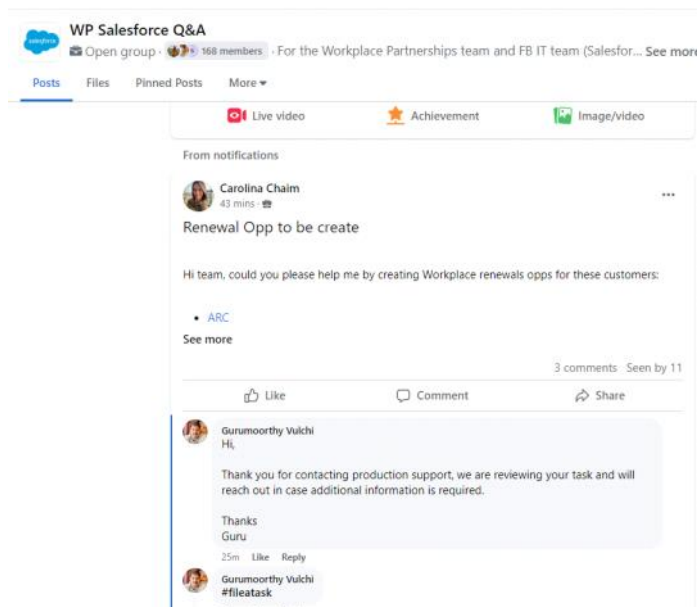 WP Salesforce Q&A
salesforce
Open group · 168 members · For the Workplace Partnerships team and FB IT team (Salesfor... See more
Posts Files Pinned Posts More
Live video Achievement Image/video
From notifications
Carolina Chaim
43 mins ·
...
Renewal Opp to be create
Hi team, could you please help me by creating Workplace renewals opps for these customers:
• ARC
See more
3 comments Seen by 11
Like Comment Share
Gurumoorthy Vulchi
Hi,
Thank you for contacting production support, we are reviewing your task and will
reach out in case additional information is required.
Thanks
Guru
25m Like Reply
Gurumoorthy Vulchi
#fileatask